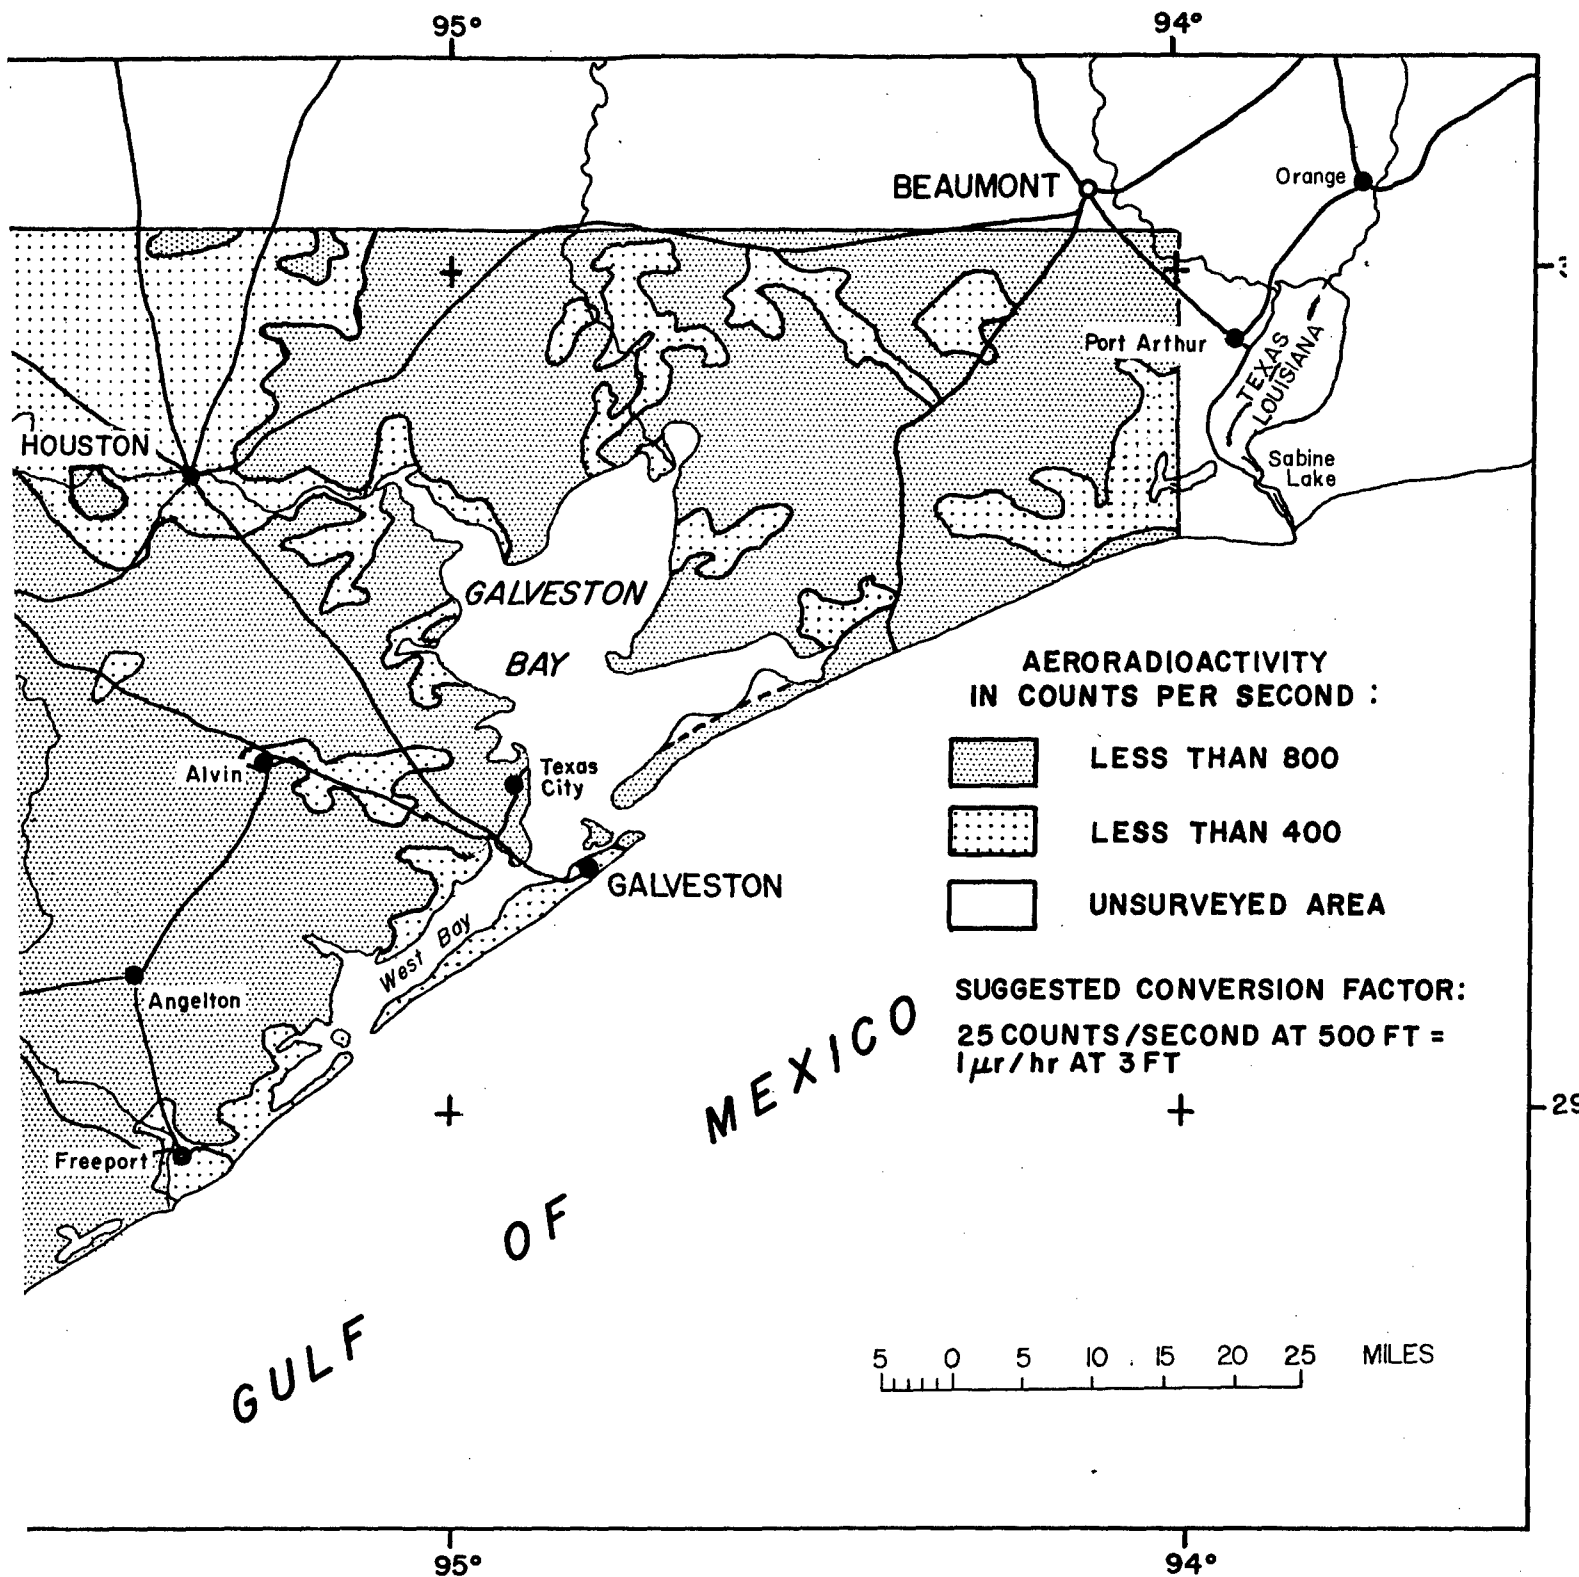 95°
94°
BEAUMONT
Orange
Port Arthur
TEXAS
LOUISIANA
HOUSTON
Sabine
Lake
GALVESTON
BAY
AERORADIOACTIVITY
IN COUNTS PER SECOND :
LESS THAN 800
Alvin
Texas
City
LESS THAN 400
GALVESTON
UNSURVEYED AREA
West Bay
Angelton
SUGGESTED CONVERSION FACTOR:
25 COUNTS/SECOND AT 500 FT =
1 µr/hr AT 3 FT
GULF OF MEXICO
29
Freeport
5 0 5 10 15 20 25 MILES
95°
94°